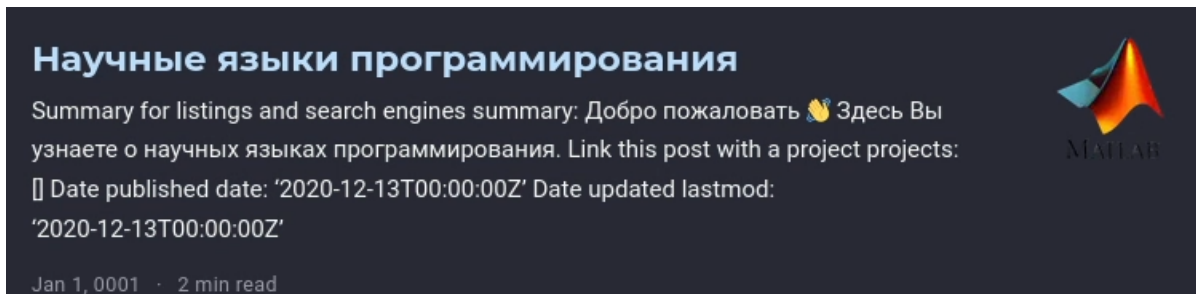 Научные языки программирования
Summary for listings and search engines summary: Добро пожаловать 👋 Здесь Вы
узнаете о научных языках программирования. Link this post with a project projects:
[] Date published date: ‘2020-12-13T00:00:00Z’ Date updated lastmod:
‘2020-12-13T00:00:00Z’
Jan 1, 0001 · 2 min read
MATLAB